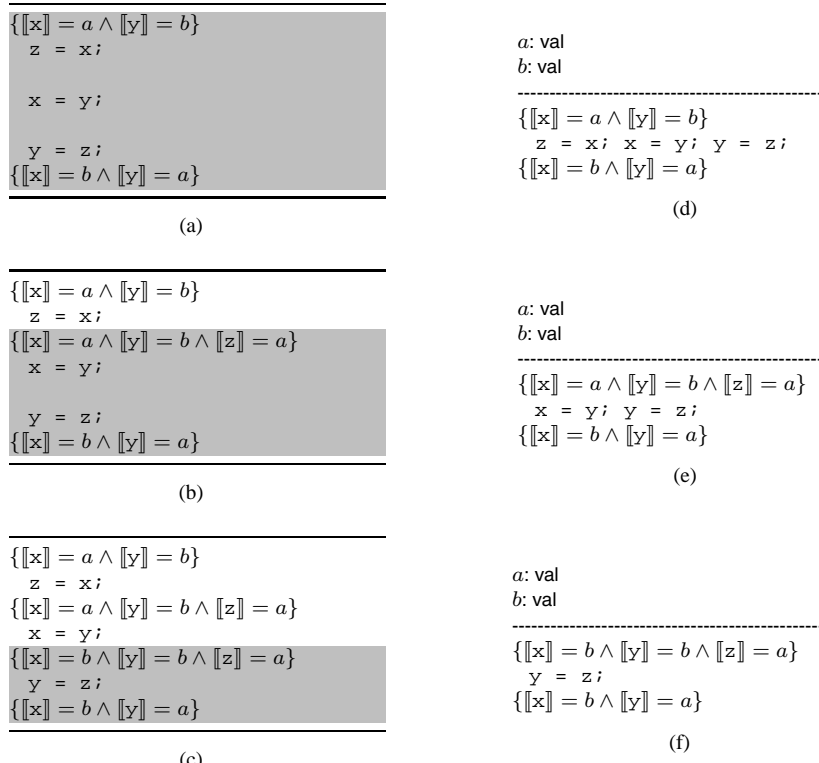 {⟦x⟧ = a ∧ ⟦y⟧ = b}
z = x;
x = y;
y = z;
{⟦x⟧ = b ∧ ⟦y⟧ = a}
(a)
a: val
b: val
{⟦x⟧ = a ∧ ⟦y⟧ = b}
z = x; x = y; y = z;
{⟦x⟧ = b ∧ ⟦y⟧ = a}
(d)
{⟦x⟧ = a ∧ ⟦y⟧ = b}
z = x;
{⟦x⟧ = a ∧ ⟦y⟧ = b ∧ ⟦z⟧ = a}
x = y;
y = z;
{⟦x⟧ = b ∧ ⟦y⟧ = a}
(b)
a: val
b: val
{⟦x⟧ = a ∧ ⟦y⟧ = b ∧ ⟦z⟧ = a}
x = y; y = z;
{⟦x⟧ = b ∧ ⟦y⟧ = a}
(e)
{⟦x⟧ = a ∧ ⟦y⟧ = b}
z = x;
{⟦x⟧ = a ∧ ⟦y⟧ = b ∧ ⟦z⟧ = a}
x = y;
{⟦x⟧ = b ∧ ⟦y⟧ = b ∧ ⟦z⟧ = a}
y = z;
{⟦x⟧ = b ∧ ⟦y⟧ = a}
(c)
a: val
b: val
{⟦x⟧ = b ∧ ⟦y⟧ = b ∧ ⟦z⟧ = a}
y = z;
{⟦x⟧ = b ∧ ⟦y⟧ = a}
(f)